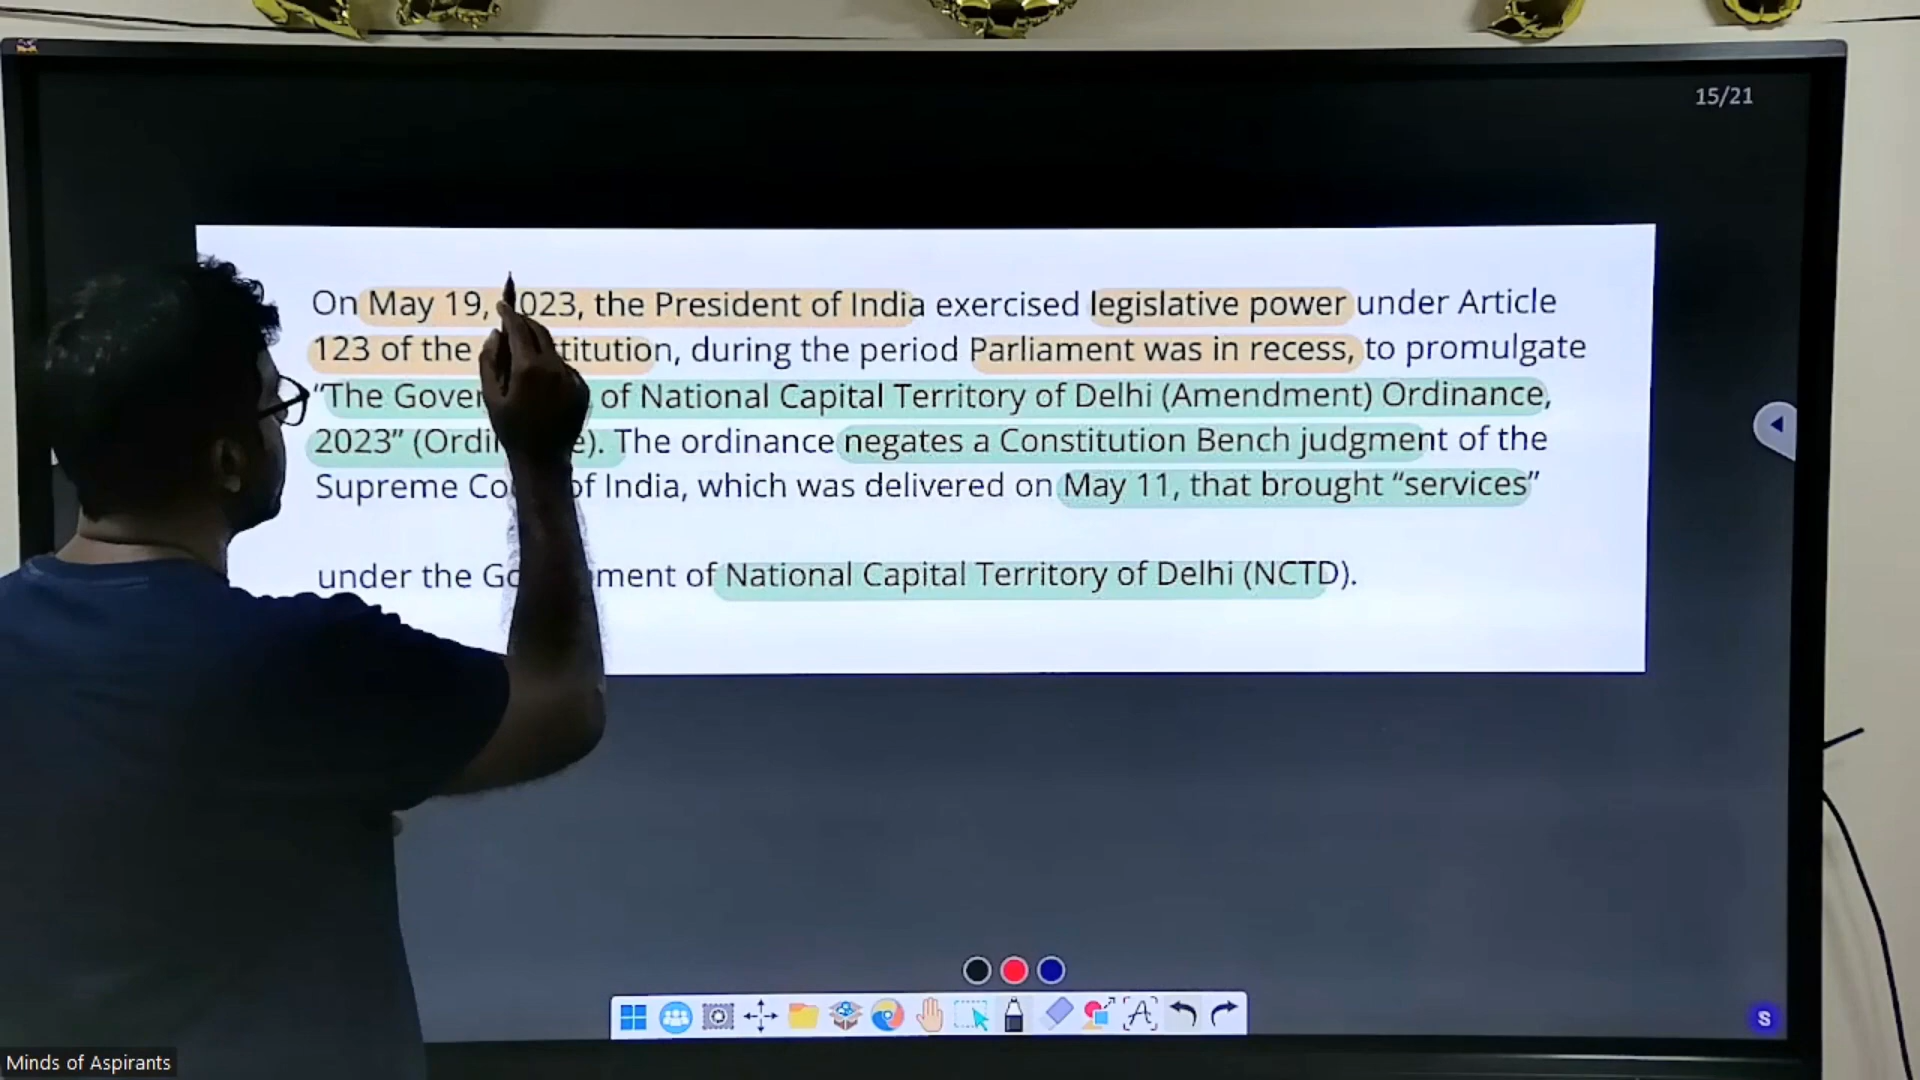 15/21
On May 19, 2023, the President of India exercised legislative power under Article
123 of the titution, during the period Parliament was in recess, to promulgate
“The Gover of National Capital Territory of Delhi (Amendment) Ordinance,
2023” (Ordi e). The ordinance negates a Constitution Bench judgment of the
Supreme Co of India, which was delivered on May 11, that brought “services”
under the Go ment of National Capital Territory of Delhi (NCTD).
S
Minds of Aspirants